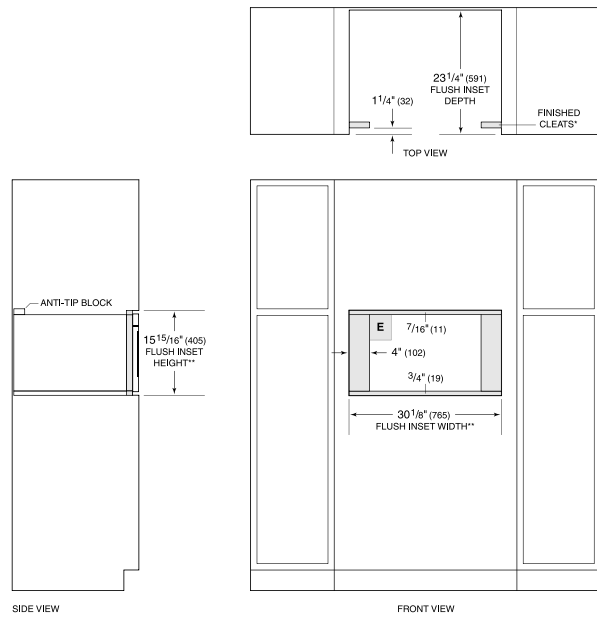 23 1/4" (591)
FLUSH INSET
DEPTH
1 1/4" (32)
FINISHED
CLEATS*
TOP VIEW
ANTI-TIP BLOCK
15 15/16" (405)
FLUSH INSET
HEIGHT**
E
7/16" (11)
4" (102)
3/4" (19)
30 1/8" (765)
FLUSH INSET WIDTH**
SIDE VIEW
FRONT VIEW